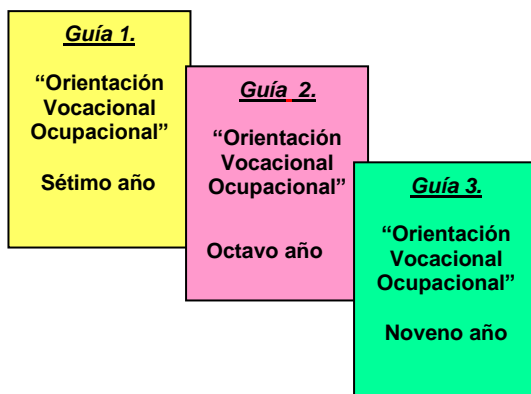 Guía 1.
“Orientación
Vocacional
Ocupacional”
Sétimo año
Guía 2.
“Orientación
Vocacional
Ocupacional”
Octavo año
Guía 3.
“Orientación
Vocacional
Ocupacional”
Noveno año